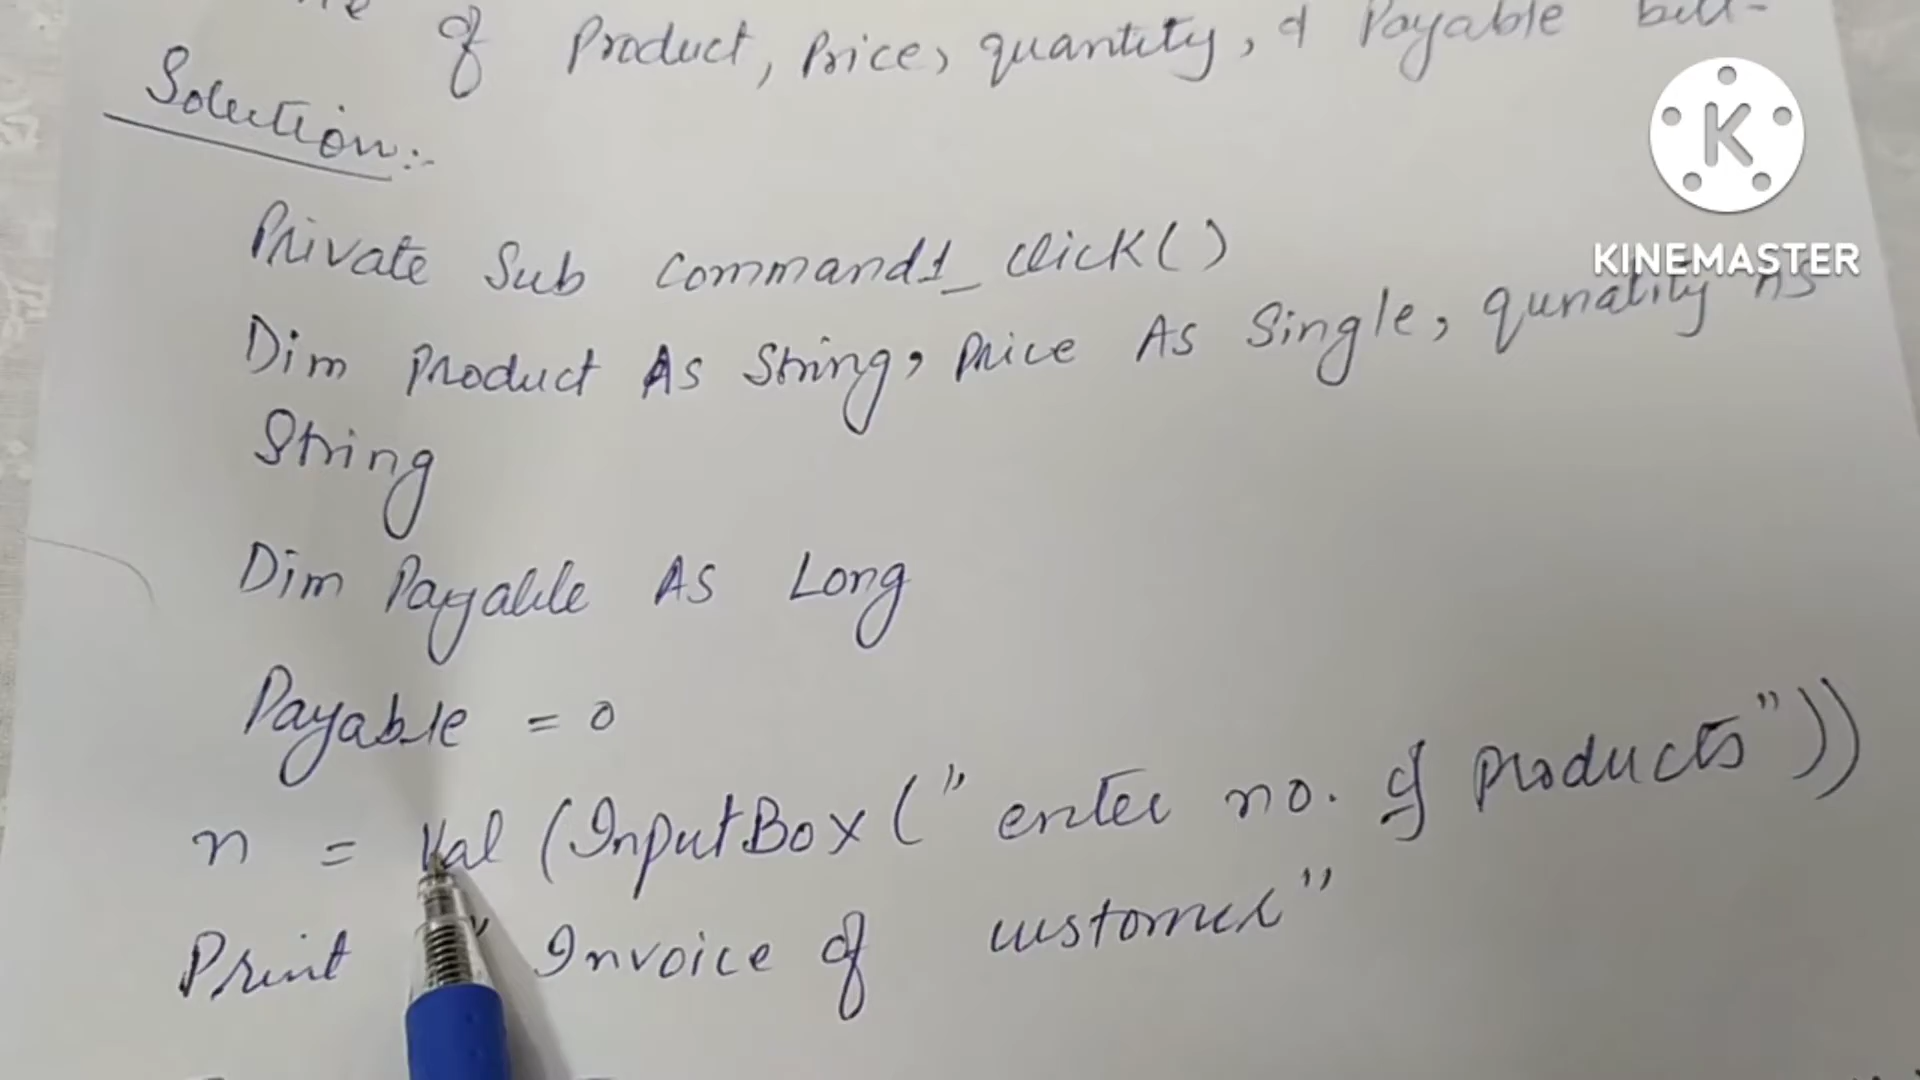 of Product, Price, quantity, & Payable bill-
Solution:-
K
KINEMASTER
Private Sub Command1_Click()
Dim Product As String, Price As Single, qunatity As
String
Dim Payable As Long
Payable = 0
n = Val (InputBox (" enter no. of Products"))
Print " Invoice of customer"